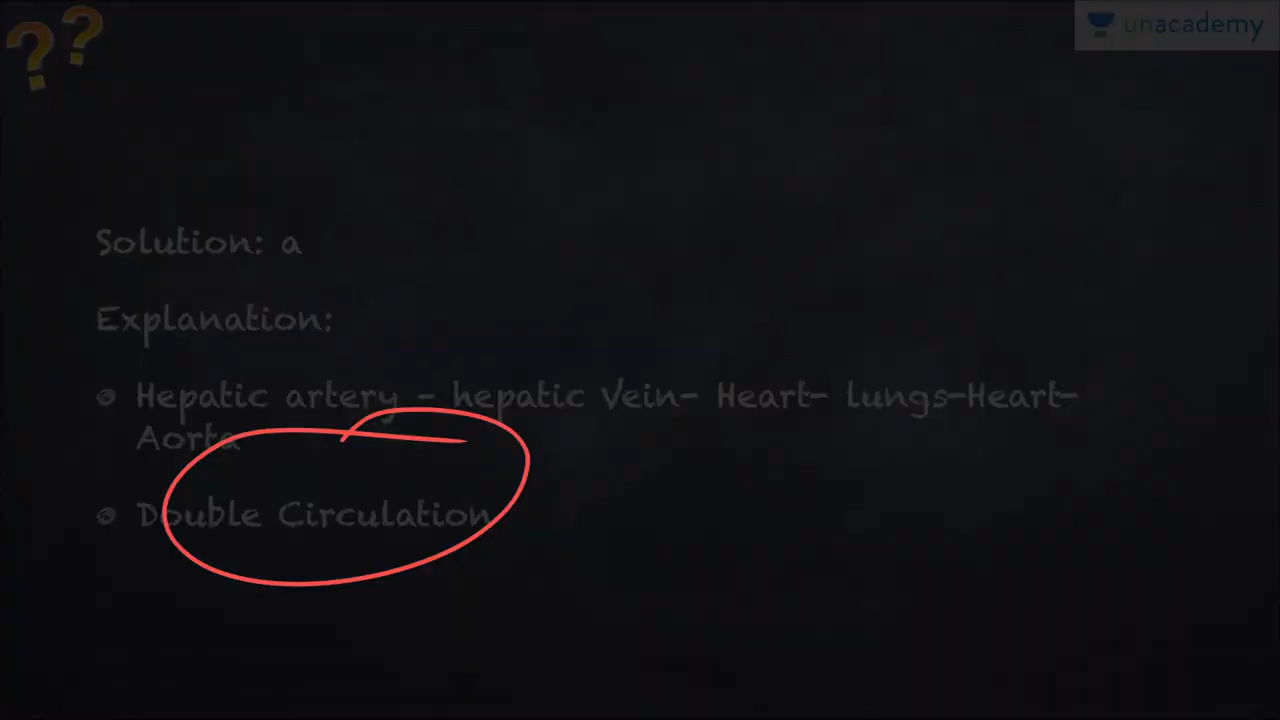 ??
unacademy
Solution: a
Explanation:
Hepatic artery - hepatic Vein- Heart- lungs-Heart-
Aorta
Double Circulation